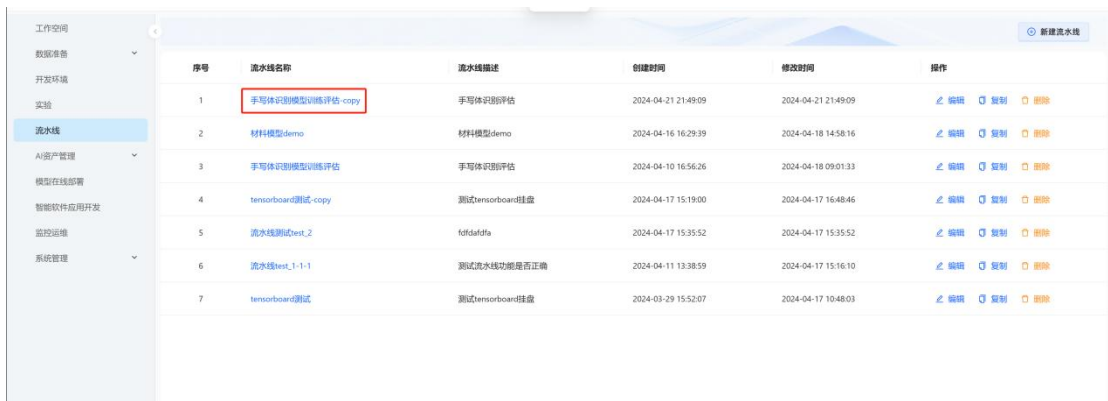 工作空间
新建流水线
数据准备
开发环境
实验
流水线
AI资产管理
模型在线部署
智能软件应用开发
监控运维
系统管理
序号 流水线名称 流水线描述 创建时间 修改时间 操作
1 手写体识别模型训练评估-copy 手写体识别评估 2024-04-21 21:49:09 2024-04-21 21:49:09 编辑 复制 删除
2 材料模型demo 材料模型demo 2024-04-16 16:29:39 2024-04-18 14:58:16 编辑 复制 删除
3 手写体识别模型训练评估 手写体识别评估 2024-04-10 16:56:26 2024-04-18 09:01:33 编辑 复制 删除
4 tensorboard测试-copy 测试tensorboard挂盘 2024-04-17 15:19:00 2024-04-17 16:48:46 编辑 复制 删除
5 流水线测试test_2 fdfdafdfa 2024-04-17 15:35:52 2024-04-17 15:35:52 编辑 复制 删除
6 流水线test_1-1-1 测试流水线功能是否正确 2024-04-11 13:38:59 2024-04-17 15:16:10 编辑 复制 删除
7 tensorboard测试 测试tensorboard挂盘 2024-03-29 15:52:07 2024-04-17 10:48:03 编辑 复制 删除